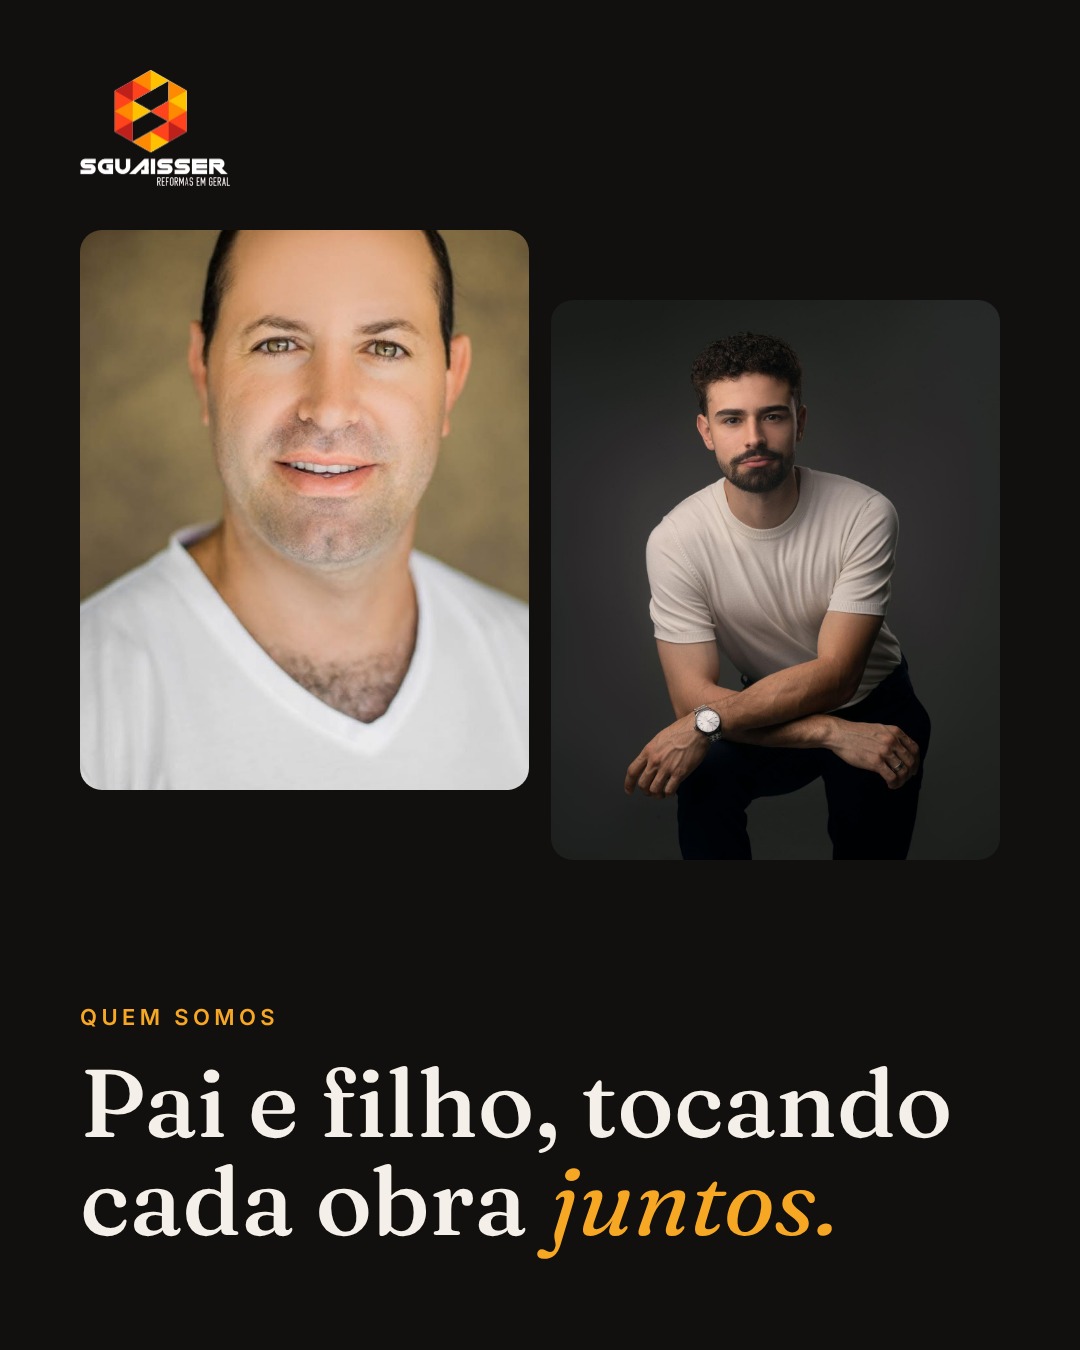 SGUAISSER
REFORMAS EM GERAL
QUEM SOMOS
Pai e filho, tocando
cada obra juntos.